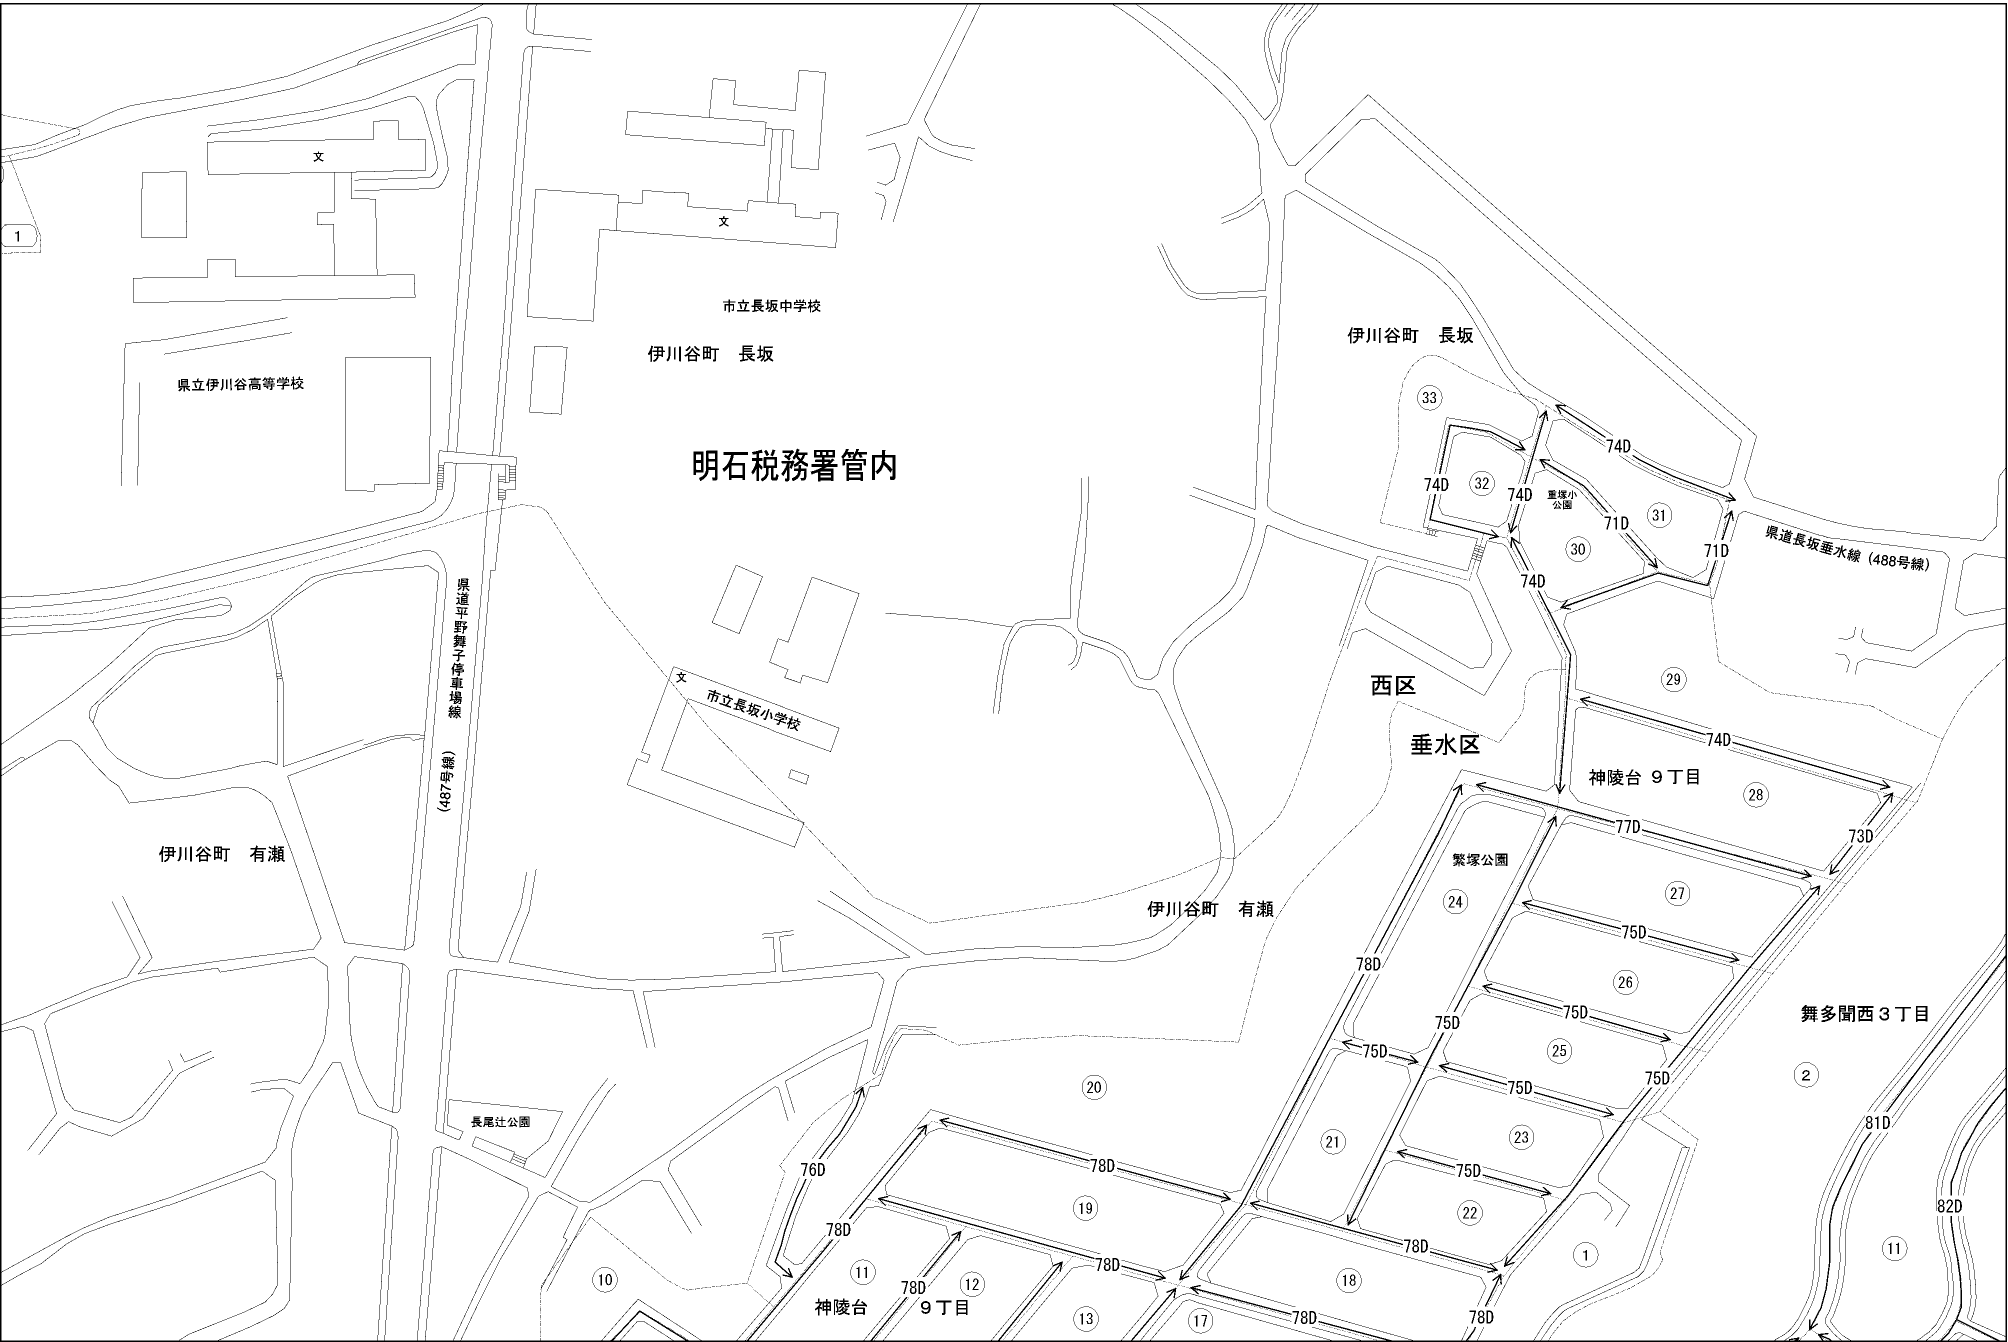 文
文
1
市立長坂中学校
伊川谷町　長坂
伊川谷町　長坂
県立伊川谷高等学校
33
74D
明石税務署管内
74D
32
74D
重塚小
公園
71D
31
30
71D
県道長坂垂水線 (488号線)
74D
県道平野舞子停車場線
(487号線)
文
市立長坂小学校
西区
29
垂水区
74D
神陵台 9丁目
28
77D
73D
伊川谷町　有瀬
繁塚公園
24
27
伊川谷町　有瀬
75D
78D
26
75D
舞多聞西3丁目
75D
75D
25
75D
75D
2
20
長尾辻公園
81D
21
23
78D
76D
75D
19
22
82D
78D
78D
1
11
78D
10
11
12
78D
18
神陵台　9丁目
13
17
78D
78D